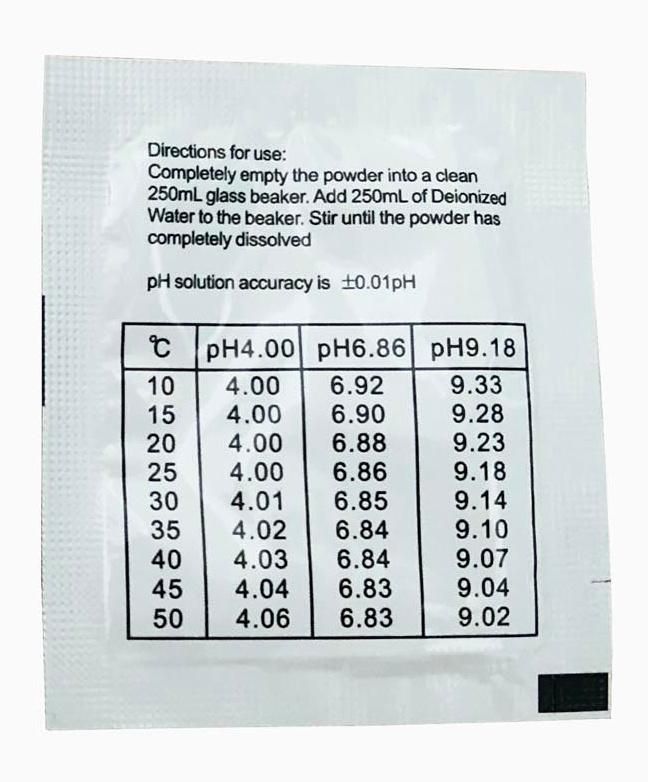 Directions for use:
Completely empty the powder into a clean
250mL glass beaker. Add 250mL of Deionized
Water to the beaker. Stir until the powder has
completely dissolved
pH solution accuracy is ±0.01pH
℃ pH4.00 pH6.86 pH9.18
10 4.00 6.92 9.33
15 4.00 6.90 9.28
20 4.00 6.88 9.23
25 4.00 6.86 9.18
30 4.01 6.85 9.14
35 4.02 6.84 9.10
40 4.03 6.84 9.07
45 4.04 6.83 9.04
50 4.06 6.83 9.02